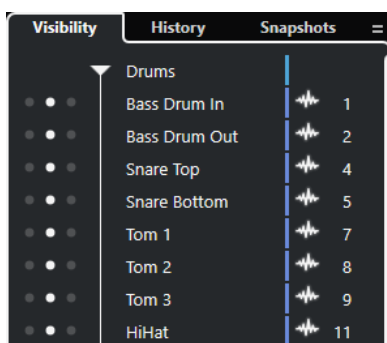 Visibility History Snapshots
Drums
Bass Drum In 1
Bass Drum Out 2
Snare Top 4
Snare Bottom 5
Tom 1 7
Tom 2 8
Tom 3 9
HiHat 11